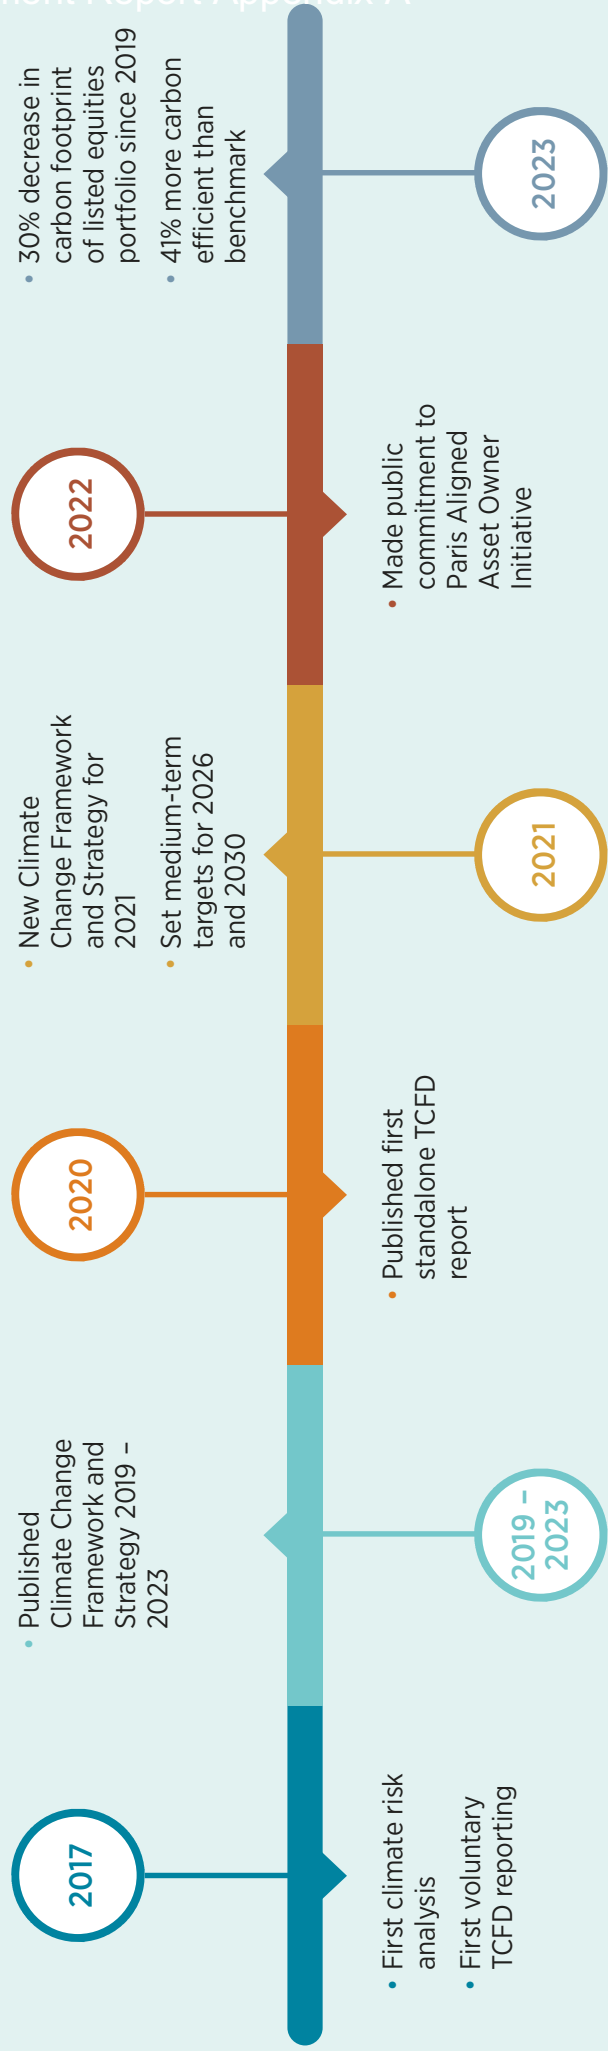 2017
• First climate risk
analysis
• First voluntary
TCFD reporting
2019 –
2023
• Published
Climate Change
Framework and
Strategy 2019 –
2023
2020
• Published first
standalone TCFD
report
2021
• New Climate
Change Framework
and Strategy for
2021
• Set medium-term
targets for 2026
and 2030
2022
• Made public
commitment to
Paris Aligned
Asset Owner
Initiative
2023
• 30% decrease in
carbon footprint
of listed equities
portfolio since 2019
• 41% more carbon
efficient than
benchmark
Report Appendix A